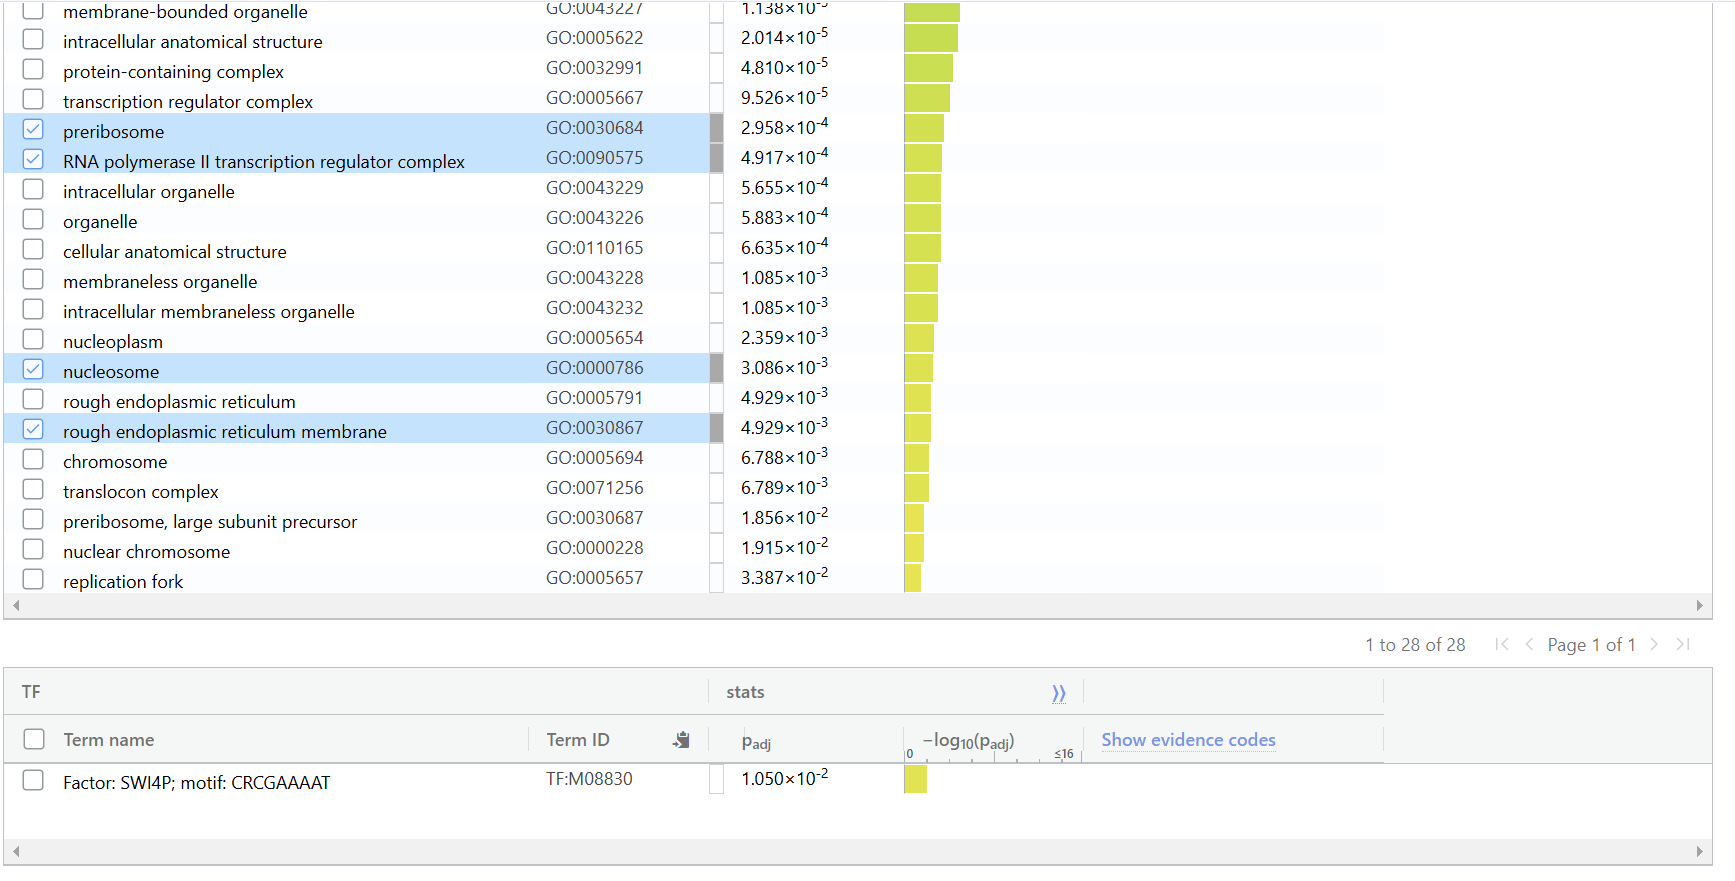 membrane-bounded organelle GO:0043227 1.138×10-5
intracellular anatomical structure GO:0005622 2.014×10-5
protein-containing complex GO:0032991 4.810×10-5
transcription regulator complex GO:0005667 9.526×10-5
preribosome GO:0030684 2.958×10-4
RNA polymerase II transcription regulator complex GO:0090575 4.917×10-4
intracellular organelle GO:0043229 5.655×10-4
organelle GO:0043226 5.883×10-4
cellular anatomical structure GO:0110165 6.635×10-4
membraneless organelle GO:0043228 1.085×10-3
intracellular membraneless organelle GO:0043232 1.085×10-3
nucleoplasm GO:0005654 2.359×10-3
nucleosome GO:0000786 3.086×10-3
rough endoplasmic reticulum GO:0005791 4.929×10-3
rough endoplasmic reticulum membrane GO:0030867 4.929×10-3
chromosome GO:0005694 6.788×10-3
translocon complex GO:0071256 6.789×10-3
preribosome, large subunit precursor GO:0030687 1.856×10-2
nuclear chromosome GO:0000228 1.915×10-2
replication fork GO:0005657 3.387×10-2
1 to 28 of 28 Page 1 of 1
TF stats
Term name Term ID padj −log10(padj) Show evidence codes
0 ≤16
Factor: SWI4P; motif: CRCGAAAAT TF:M08830 1.050×10-2